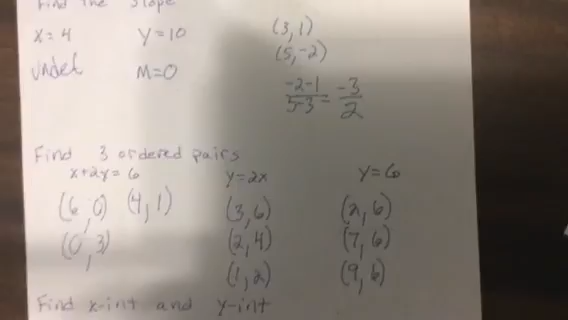 Find the slope
x=4 y=10 (3,1)
(5,-2)
undef m=0
-2-1 -3
5-3 = 2
Find 3 ordered pairs
x+2y=6 y=2x y=6
(6,0) (4,1) (3,6) (2,6)
(0,3) (2,4) (7,6)
(1,2) (9,6)
Find x-int and y-int